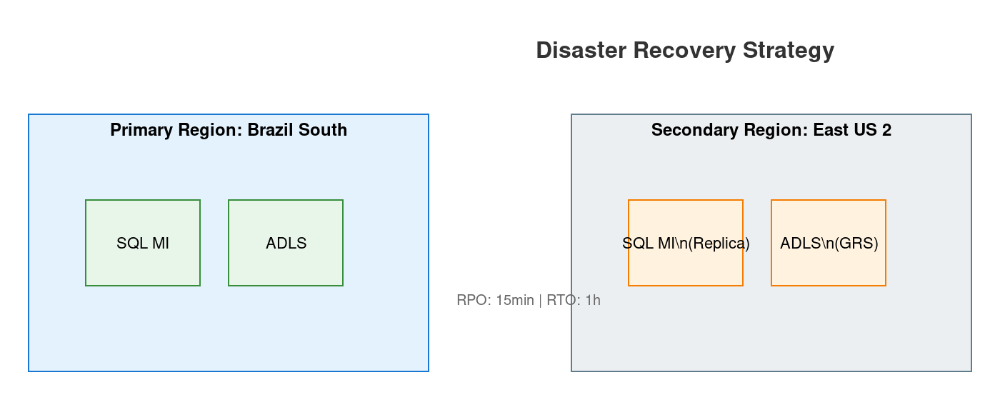 Disaster Recovery Strategy
Primary Region: Brazil South
Secondary Region: East US 2
SQL MI
ADLS
SQL MI\n(Replica)
ADLS\n(GRS)
RPO: 15min | RTO: 1h